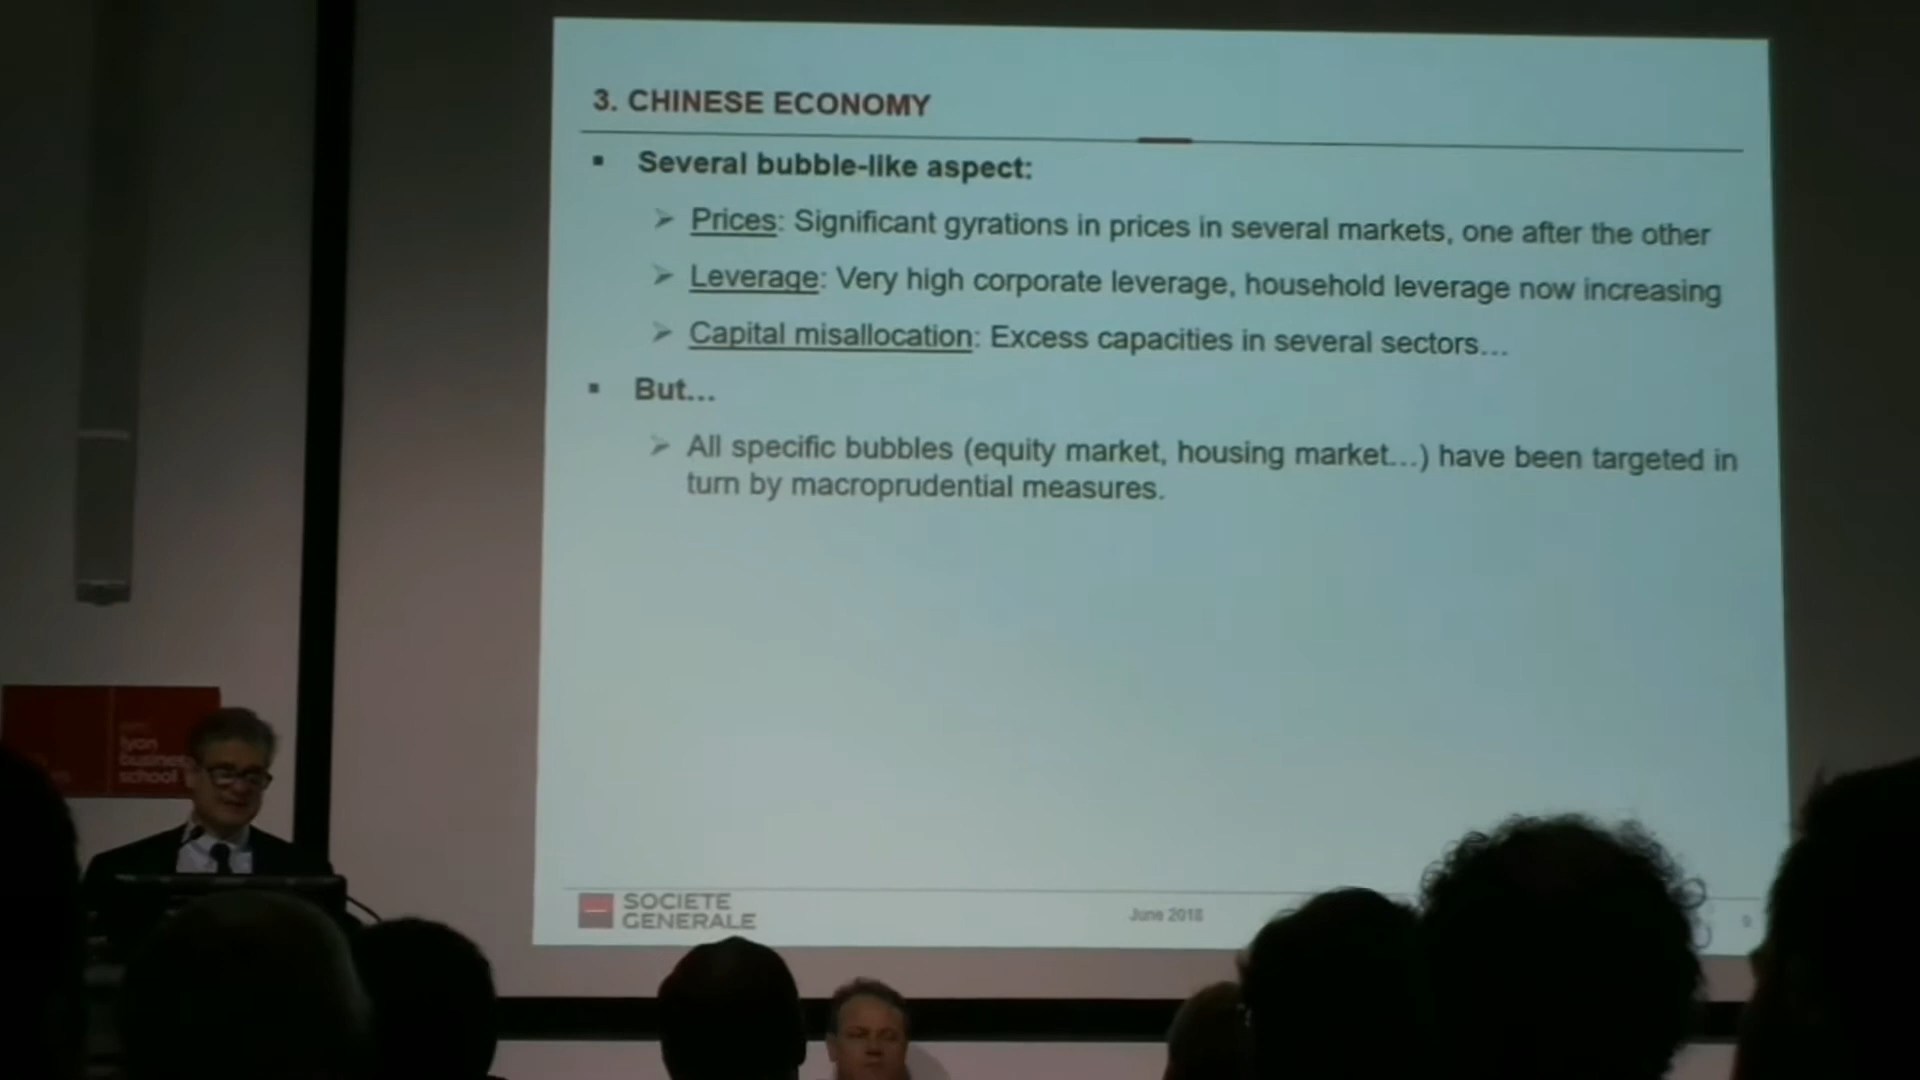 3. CHINESE ECONOMY
▪ Several bubble-like aspect:
➢ Prices: Significant gyrations in prices in several markets, one after the other
➢ Leverage: Very high corporate leverage, household leverage now increasing
➢ Capital misallocation: Excess capacities in several sectors...
▪ But...
➢ All specific bubbles (equity market, housing market...) have been targeted in
turn by macroprudential measures.
lyon
business
school
SOCIETE
GENERALE
June 2018
9